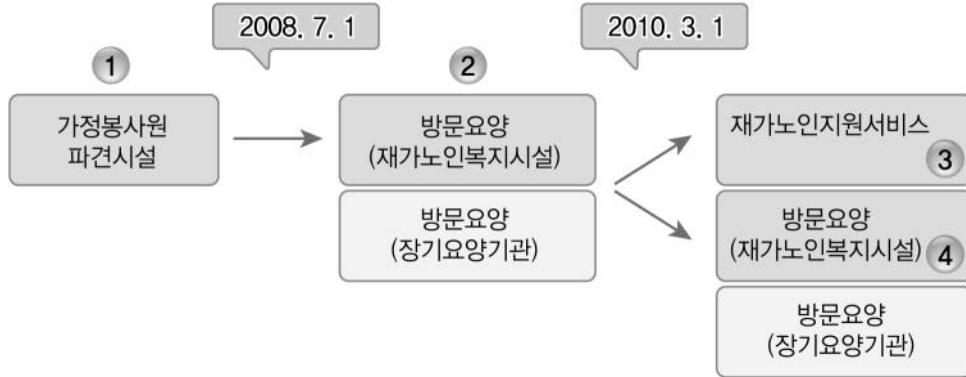 2008. 7. 1
2010. 3. 1
1
2
가정봉사원
파견시설
방문요양
(재가노인복지시설)
방문요양
(장기요양기관)
재가노인지원서비스
3
방문요양
(재가노인복지시설)
4
방문요양
(장기요양기관)